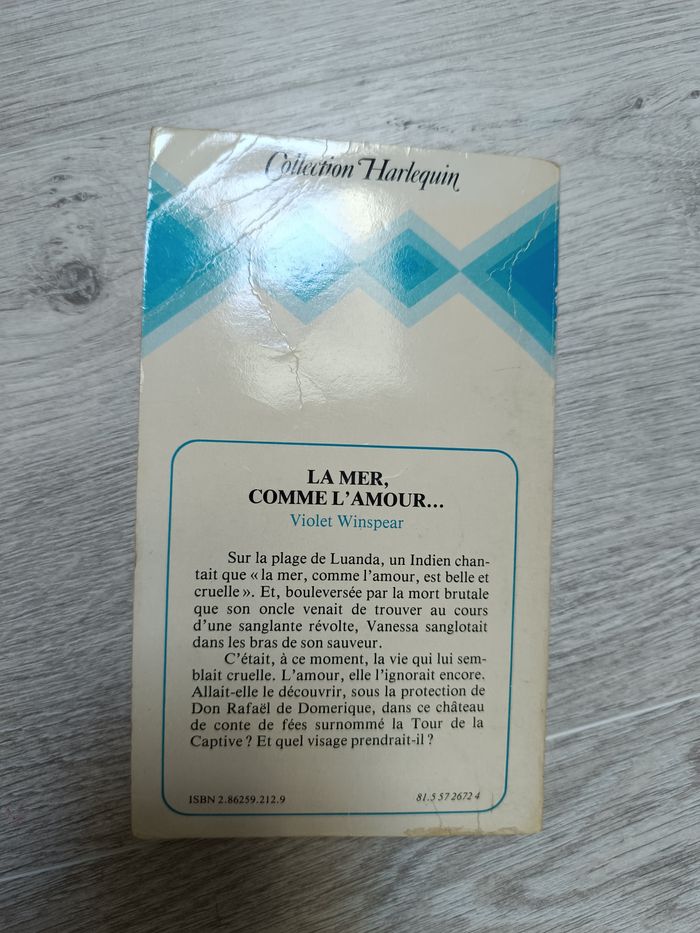 Collection Harlequin
LA MER,
COMME L'AMOUR...
Violet Winspear
Sur la plage de Luanda, un Indien chan-
tait que « la mer, comme l'amour, est belle et
cruelle ». Et, bouleversée par la mort brutale
que son oncle venait de trouver au cours
d'une sanglante révolte, Vanessa sanglotait
dans les bras de son sauveur.
C'était, à ce moment, la vie qui lui sem-
blait cruelle. L'amour, elle l'ignorait encore.
Allait-elle le découvrir, sous la protection de
Don Rafaël de Domerique, dans ce château
de conte de fées surnommé la Tour de la
Captive ? Et quel visage prendrait-il ?
ISBN 2.86259.212.9
81.5 57 2672 4